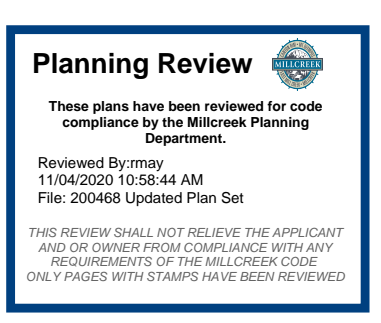 Planning Review
MILLCREEK
These plans have been reviewed for code
compliance by the Millcreek Planning
Department.
Reviewed By:rmay
11/04/2020 10:58:44 AM
File: 200468 Updated Plan Set
THIS REVIEW SHALL NOT RELIEVE THE APPLICANT
AND OR OWNER FROM COMPLIANCE WITH ANY
REQUIREMENTS OF THE MILLCREEK CODE
ONLY PAGES WITH STAMPS HAVE BEEN REVIEWED